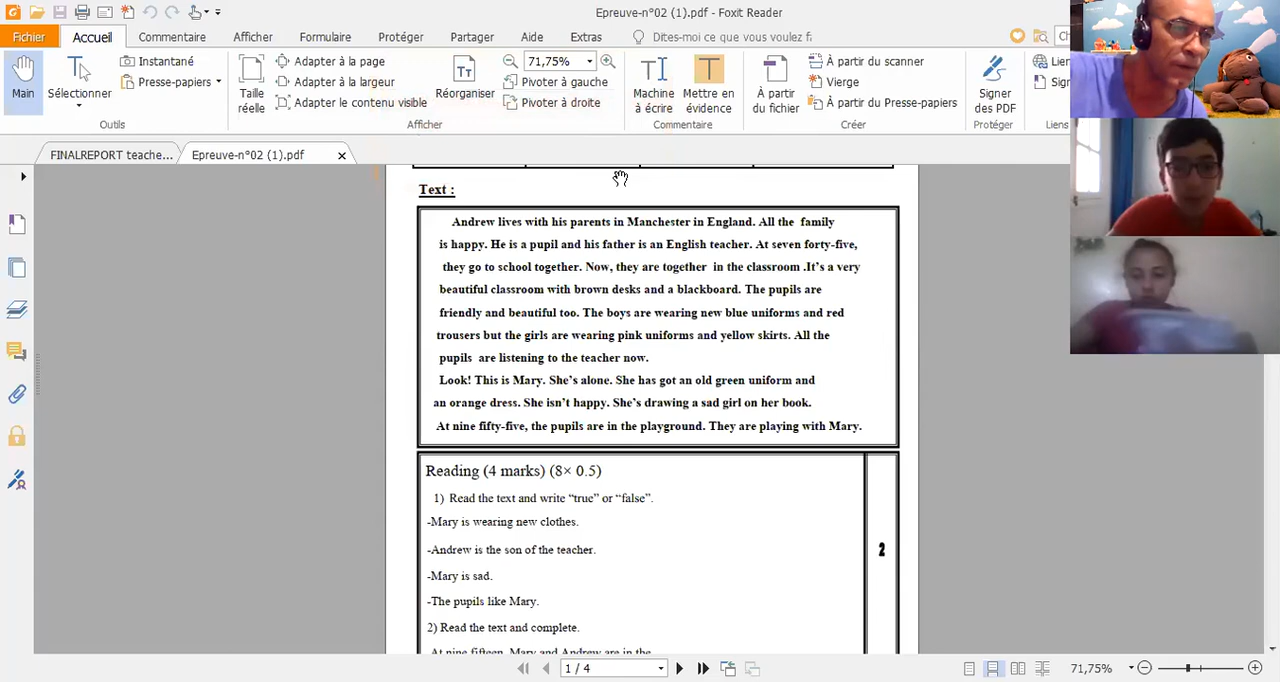 Epreuve-n°02 (1).pdf - Foxit Reader
Fichier Accueil Commentaire Afficher Formulaire Protéger Partager Aide Extras Dites-moi ce que vous voulez fa
Main
Sélectionner
Instantané
Presse-papiers
Outils
Taille réelle
Adapter à la page
Adapter à la largeur
Adapter le contenu visible
Réorganiser
71,75%
Pivoter à gauche
Pivoter à droite
Afficher
Machine à écrire
Mettre en évidence
Commentaire
À partir du fichier
À partir du scanner
Vierge
À partir du Presse-papiers
Créer
Signer des PDF
Protéger
Liens
FINALREPORT teache...
Epreuve-n°02 (1).pdf
Text :
Andrew lives with his parents in Manchester in England. All the family
is happy. He is a pupil and his father is an English teacher. At seven forty-five,
they go to school together. Now, they are together in the classroom .It's a very
beautiful classroom with brown desks and a blackboard. The pupils are
friendly and beautiful too. The boys are wearing new blue uniforms and red
trousers but the girls are wearing pink uniforms and yellow skirts. All the
pupils are listening to the teacher now.
Look! This is Mary. She's alone. She has got an old green uniform and
an orange dress. She isn't happy. She's drawing a sad girl on her book.
At nine fifty-five, the pupils are in the playground. They are playing with Mary.
Reading (4 marks) (8× 0.5)
1) Read the text and write “true” or “false”.
-Mary is wearing new clothes.
-Andrew is the son of the teacher.
2
-Mary is sad.
-The pupils like Mary.
2) Read the text and complete.
At nine fifteen, Mary and Andrew are in the
1 / 4
71,75%